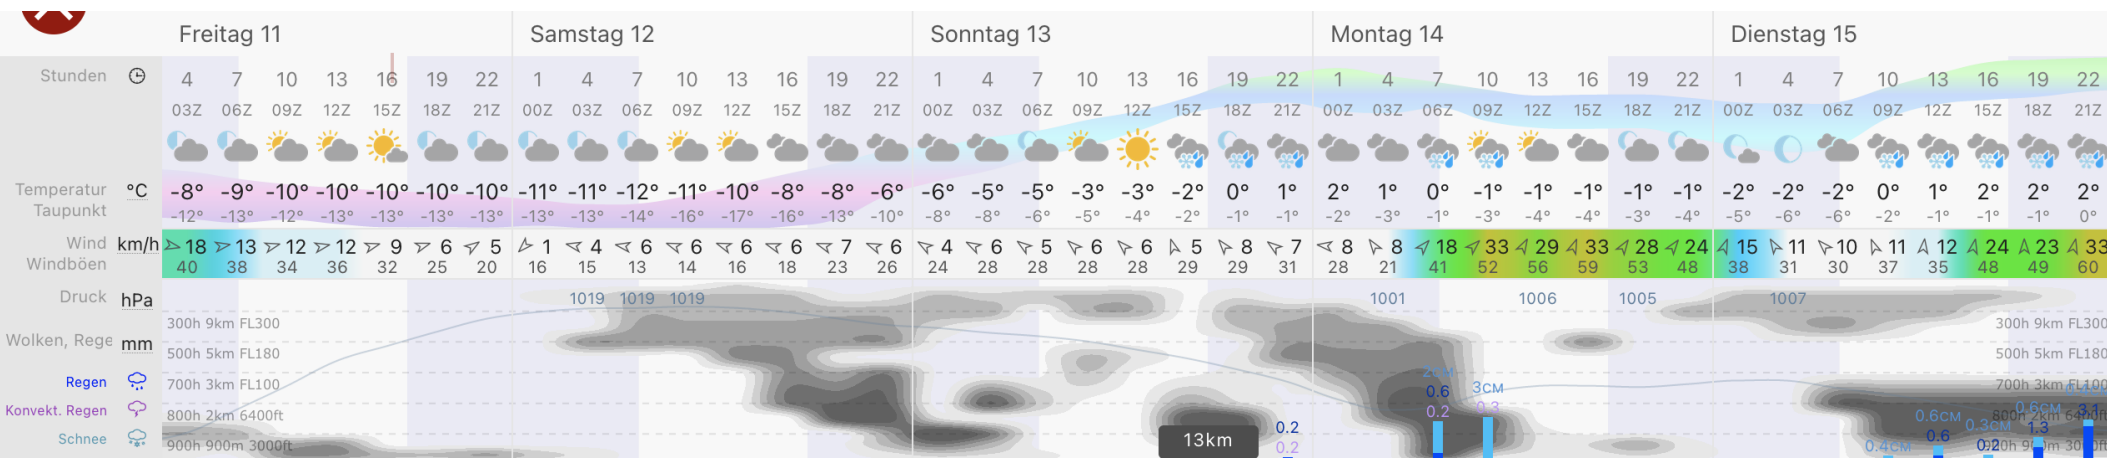 Freitag 11 Samstag 12 Sonntag 13 Montag 14 Dienstag 15
Stunden 4 7 10 13 16 19 22 1 4 7 10 13 16 19 22 1 4 7 10 13 16 19 22 1 4 7 10 13 16 19 22 1 4 7 10 13 16 19 22
03Z 06Z 09Z 12Z 15Z 18Z 21Z 00Z 03Z 06Z 09Z 12Z 15Z 18Z 21Z 00Z 03Z 06Z 09Z 12Z 15Z 18Z 21Z 00Z 03Z 06Z 09Z 12Z 15Z 18Z 21Z 00Z 03Z 06Z 09Z 12Z 15Z 18Z 21Z
Temperatur °C -8° -9° -10° -10° -10° -10° -10° -11° -11° -12° -11° -10° -8° -8° -6° -6° -5° -5° -3° -3° -2° 0° 1° 2° 1° 0° -1° -1° -1° -1° -1° -2° -2° -2° 0° 1° 2° 2° 2°
Taupunkt -12° -13° -12° -13° -13° -13° -13° -13° -13° -14° -16° -17° -16° -13° -10° -8° -8° -6° -5° -4° -2° -1° -1° -2° -3° -1° -3° -4° -4° -3° -4° -5° -6° -6° -2° -1° -1° -1° 0°
Wind km/h 18 13 12 12 9 6 5 1 4 6 6 6 6 7 6 4 6 5 6 6 5 8 7 8 8 18 33 29 33 28 24 15 11 10 11 12 24 23 33
Windböen 40 38 34 36 32 25 20 16 15 13 14 16 18 23 26 24 28 28 28 28 29 29 31 28 21 41 52 56 59 53 48 38 31 30 37 35 48 49 60
Druck hPa 1019 1019 1019 1001 1006 1005 1007
300h 9km FL300 300h 9km FL300
Wolken, Rege mm
500h 5km FL180 500h 5km FL180
Regen 700h 3km FL100 700h 3km FL100
3CM
0.6 0.2 0.3
Konvekt. Regen 800h 2km 6400ft 0.6CM 0.6CM 800h 2km 3.1
0.2 0.3CM 1.3
Schnee 900h 900m 3000ft 13km 0.2 0.4CM 0.6 0.2